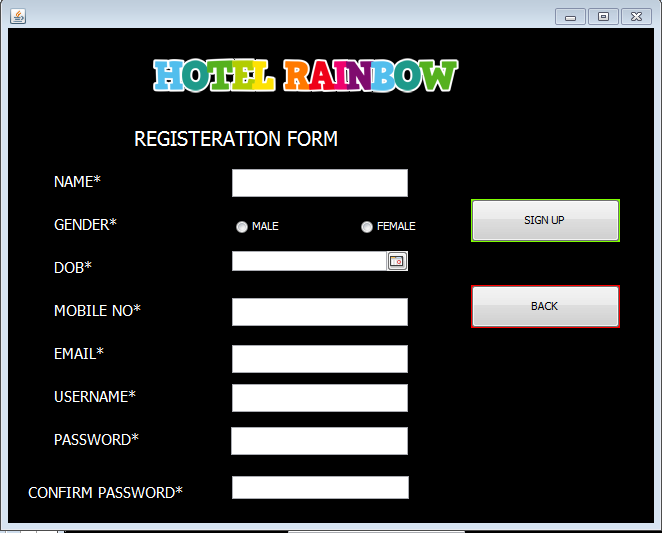 HOTEL RAINBOW
REGISTERATION FORM
NAME*
GENDER* MALE FEMALE
SIGN UP
DOB*
MOBILE NO*
BACK
EMAIL*
USERNAME*
PASSWORD*
CONFIRM PASSWORD*